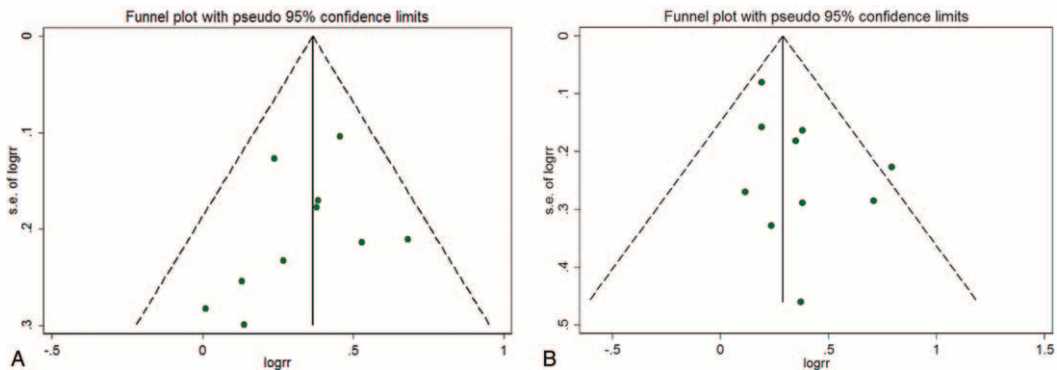 Funnel plot with pseudo 95% confidence limits
0
.1
.2
.3
s.e. of logrr
-.5
0
.5
1
logrr
A
Funnel plot with pseudo 95% confidence limits
0
.1
.2
.3
.4
.5
s.e. of logrr
-.5
0
.5
1
1.5
logrr
B